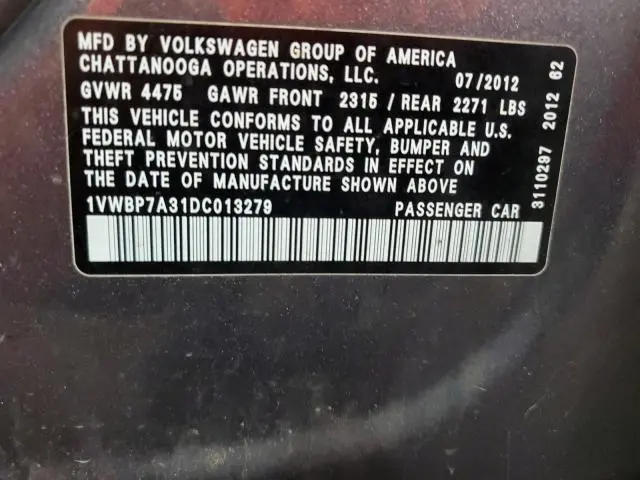 MFD BY VOLKSWAGEN GROUP OF AMERICA
CHATTANOOGA OPERATIONS, LLC. 07/2012
GVWR 4475 GAWR FRONT 2315 / REAR 2271 LBS
THIS VEHICLE CONFORMS TO ALL APPLICABLE U.S.
FEDERAL MOTOR VEHICLE SAFETY, BUMPER AND
THEFT PREVENTION STANDARDS IN EFFECT ON
THE DATE OF MANUFACTURE SHOWN ABOVE
1VWBP7A31DC013279 PASSENGER CAR
3110297 2012 62